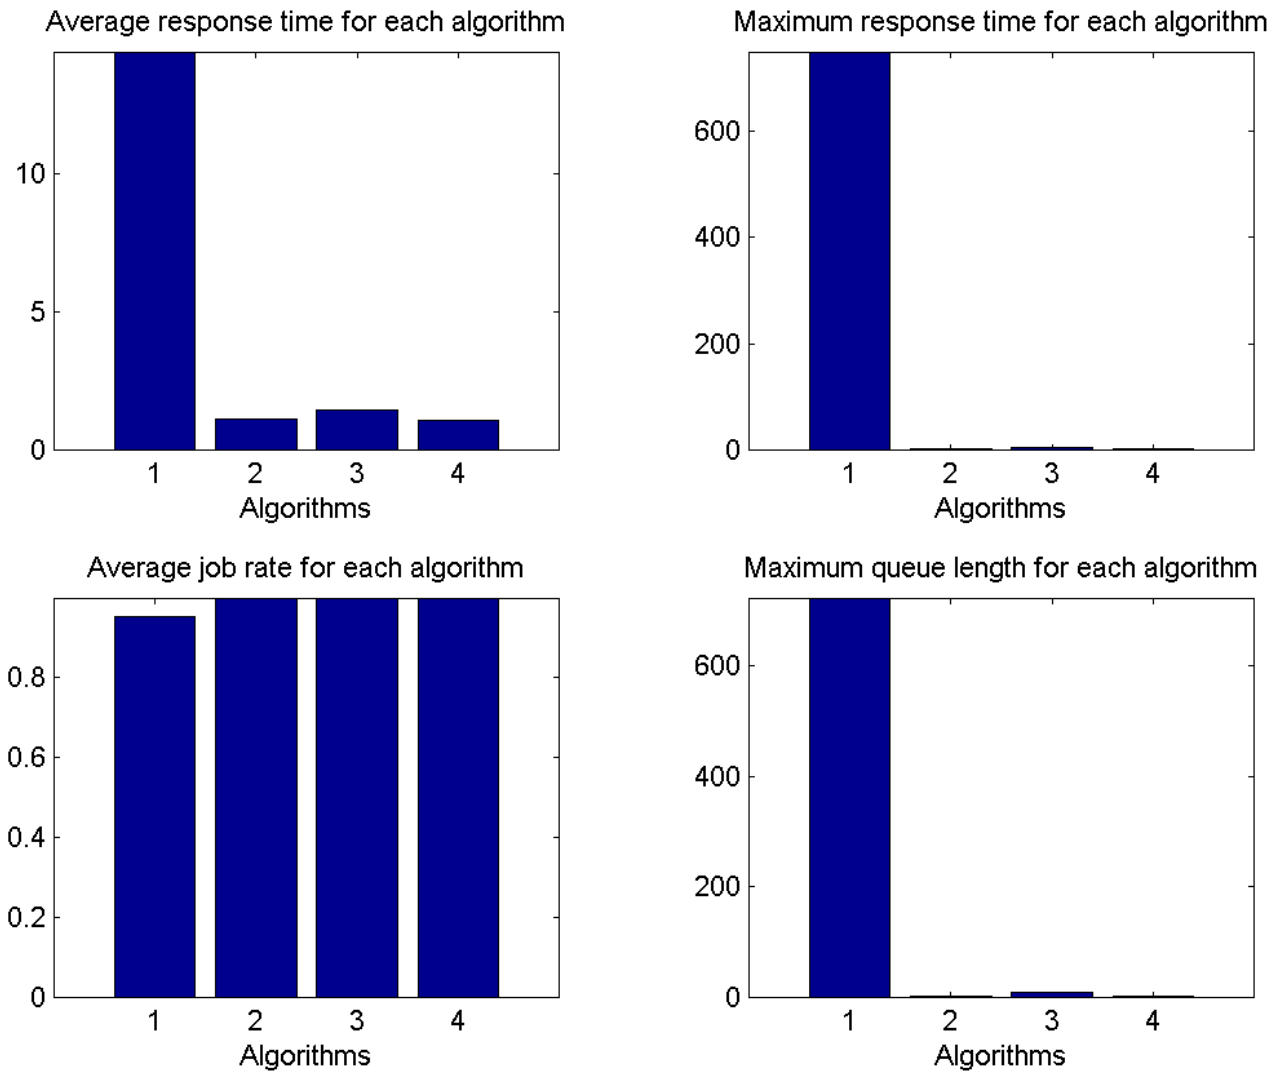 Average response time for each algorithm
10
5
0
1 2 3 4
Algorithms
Maximum response time for each algorithm
600
400
200
0
1 2 3 4
Algorithms
Average job rate for each algorithm
0.8
0.6
0.4
0.2
0
1 2 3 4
Algorithms
Maximum queue length for each algorithm
600
400
200
0
1 2 3 4
Algorithms